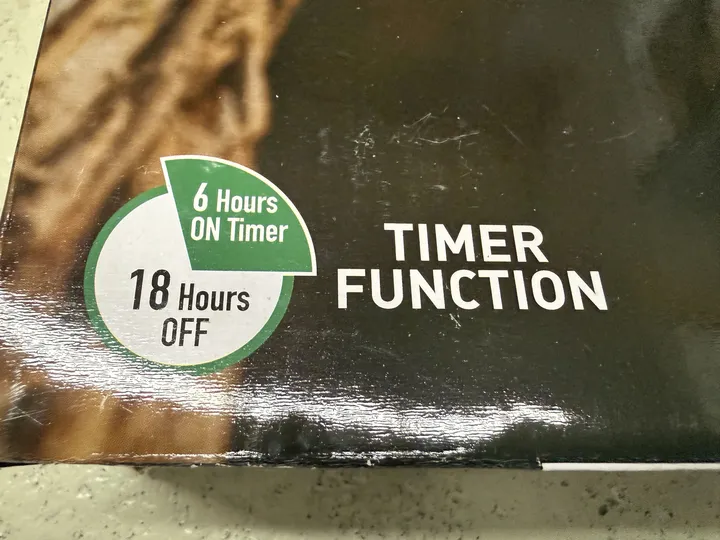 6 Hours
ON Timer
18 Hours
OFF
TIMER
FUNCTION